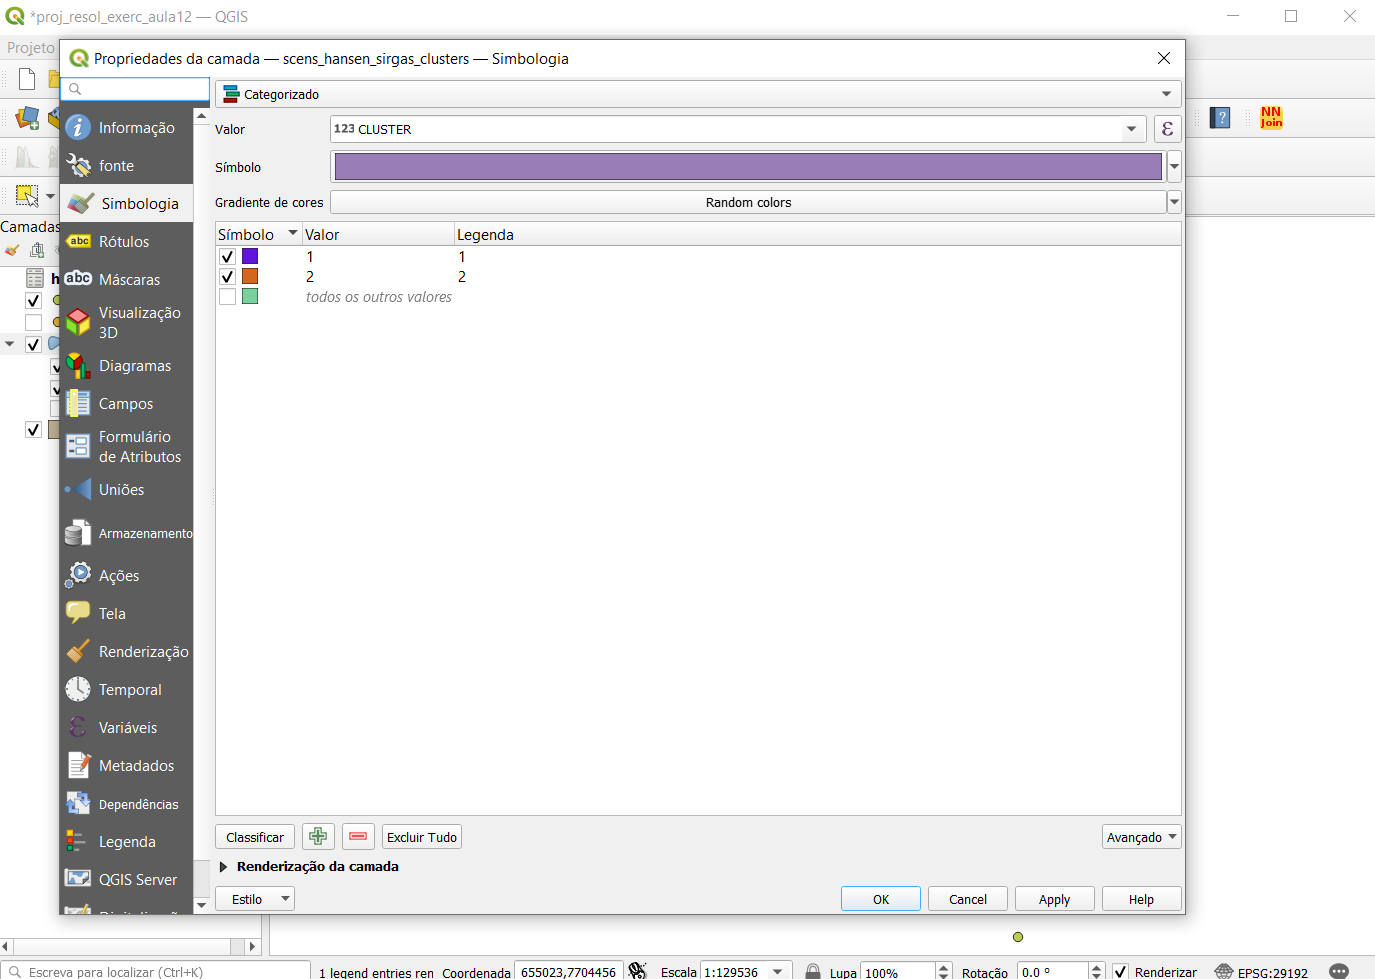 *proj_resol_exerc_aula12 — QGIS
Projeto
Propriedades da camada — scens_hansen_sirgas_clusters — Simbologia
Informação
fonte
Simbologia
Rótulos
Máscaras
Visualização
3D
Diagramas
Campos
Formulário
de Atributos
Uniões
Armazenamento
Ações
Tela
Renderização
Temporal
Variáveis
Metadados
Dependências
Legenda
QGIS Server
Categorizado
Valor
123 CLUSTER
ε
Símbolo
Gradiente de cores
Random colors
Símbolo Valor Legenda
1 1
2 2
todos os outros valores
Classificar
Excluir Tudo
Avançado
Renderização da camada
Estilo
OK
Cancel
Apply
Help
Camadas
abc
abc
NN
Join
?
Escreva para localizar (Ctrl+K)
1 legend entries ren
Coordenada 655023,7704456
Escala 1:129536
Lupa 100%
Rotação 0.0 °
Renderizar
EPSG:29192